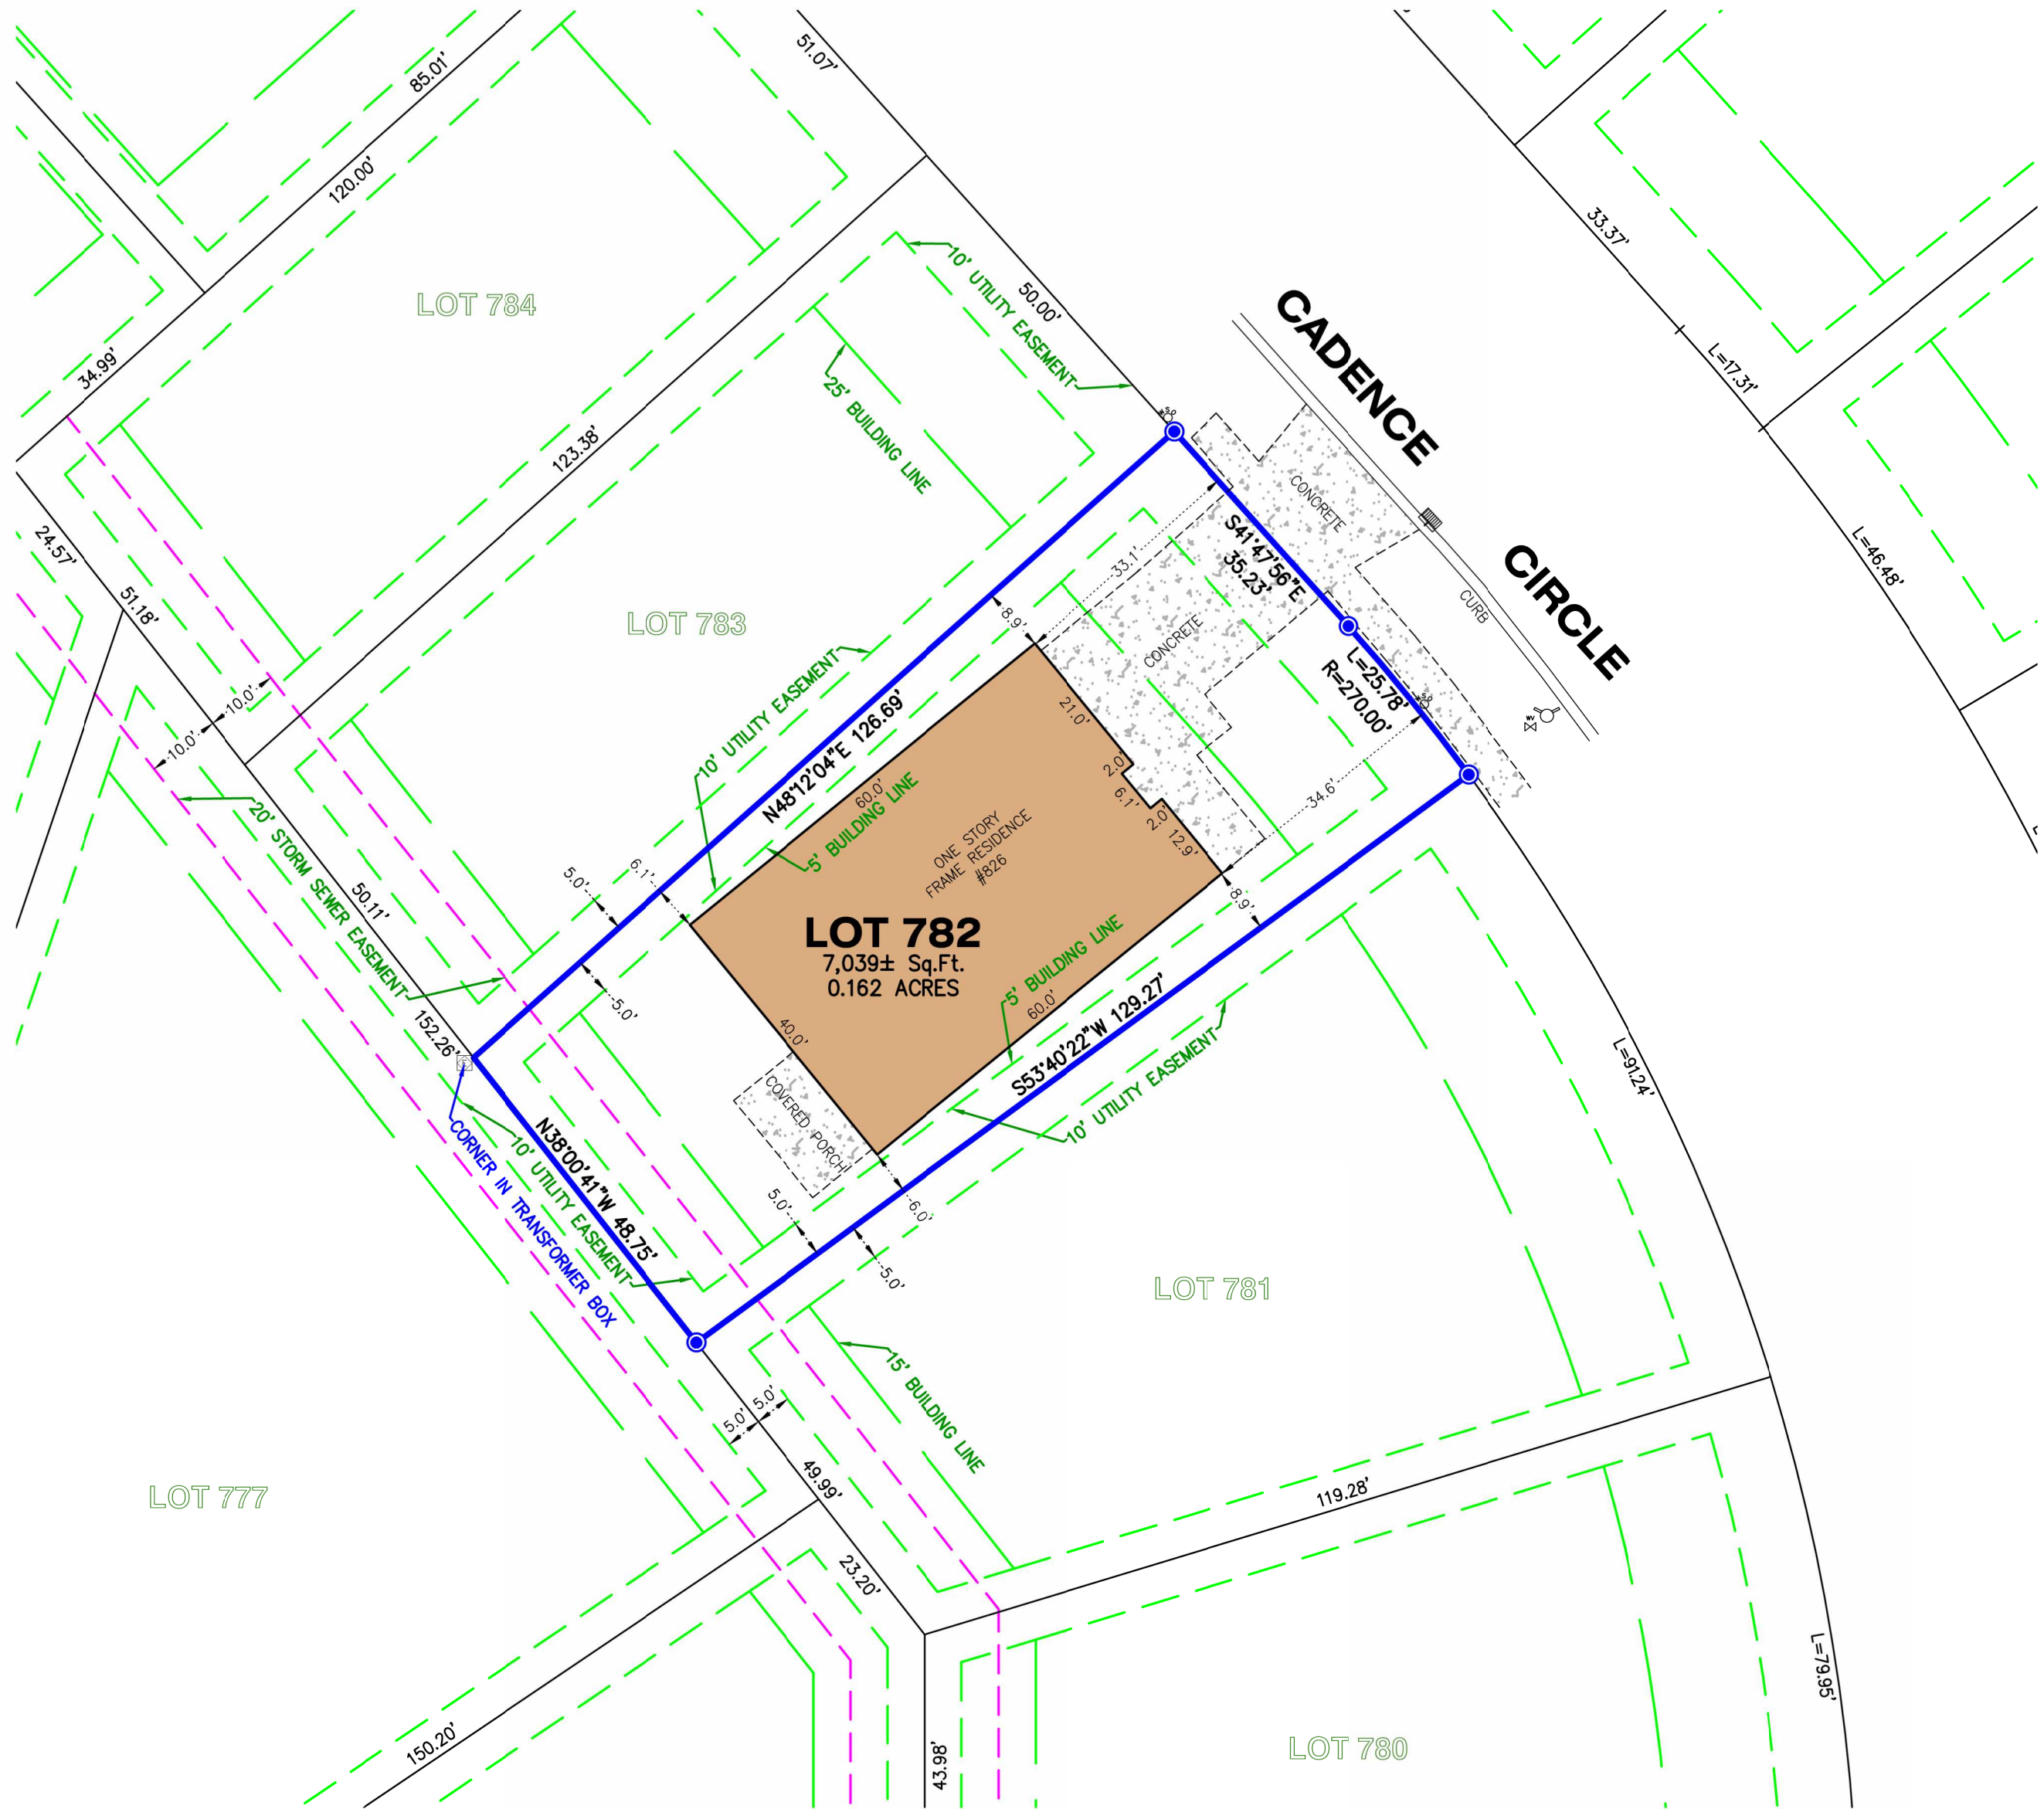 51.07'
85.01'
120.00'
LOT 784
34.99'
33.37'
10' UTILITY EASEMENT
50.00'
CADENCE
CIRCLE
L=17.31'
25' BUILDING LINE
123.38'
24.57'
51.18'
L=46.48'
CONCRETE
S41°47'56"E
35.23'
33.1'
CURB
LOT 783
8.9'
CONCRETE
L=25.78'
R=270.00'
WV
10.0'
10.0'
10' UTILITY EASEMENT
N48°12'04"E 126.69'
21.0'
2.0'
6.1'
2.0'
12.9'
34.6'
60.0'
5' BUILDING LINE
ONE STORY
FRAME RESIDENCE
#826
20' STORM SEWER EASEMENT
50.11'
5.0'
6.1'
8.9'
LOT 782
7,039± Sq.Ft.
0.162 ACRES
5' BUILDING LINE
60.0'
5.0'
S53°40'22"W 129.27'
152.26'
40.0'
COVERED PORCH
10' UTILITY EASEMENT
L=91.24'
N38°00'41"W 48.75'
10' UTILITY EASEMENT
CORNER IN TRANSFORMER BOX
5.0'
6.0'
5.0'
LOT 781
15' BUILDING LINE
5.0'
5.0'
LOT 777
49.99'
119.28'
23.20'
L=79.95'
150.20'
43.98'
LOT 780